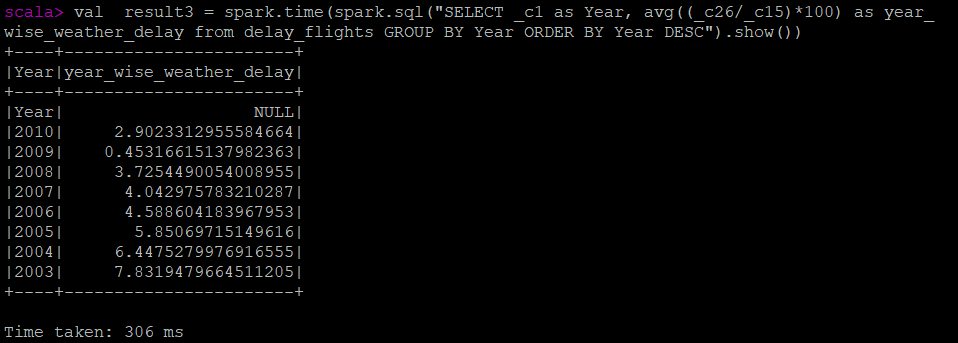 scala> val  result3 = spark.time(spark.sql("SELECT _c1 as Year, avg((_c26/_c15)*100) as year_
wise_weather_delay from delay_flights GROUP BY Year ORDER BY Year DESC").show())
+----+-----------------------+
|Year|year_wise_weather_delay|
+----+-----------------------+
|Year|                   NULL|
|2010|     2.9023312955584664|
|2009|    0.45316615137982363|
|2008|     3.7254490054008955|
|2007|      4.042975783210287|
|2006|      4.588604183967953|
|2005|       5.85069715149616|
|2004|     6.4475279976916555|
|2003|     7.8319479664511205|
+----+-----------------------+
Time taken: 306 ms